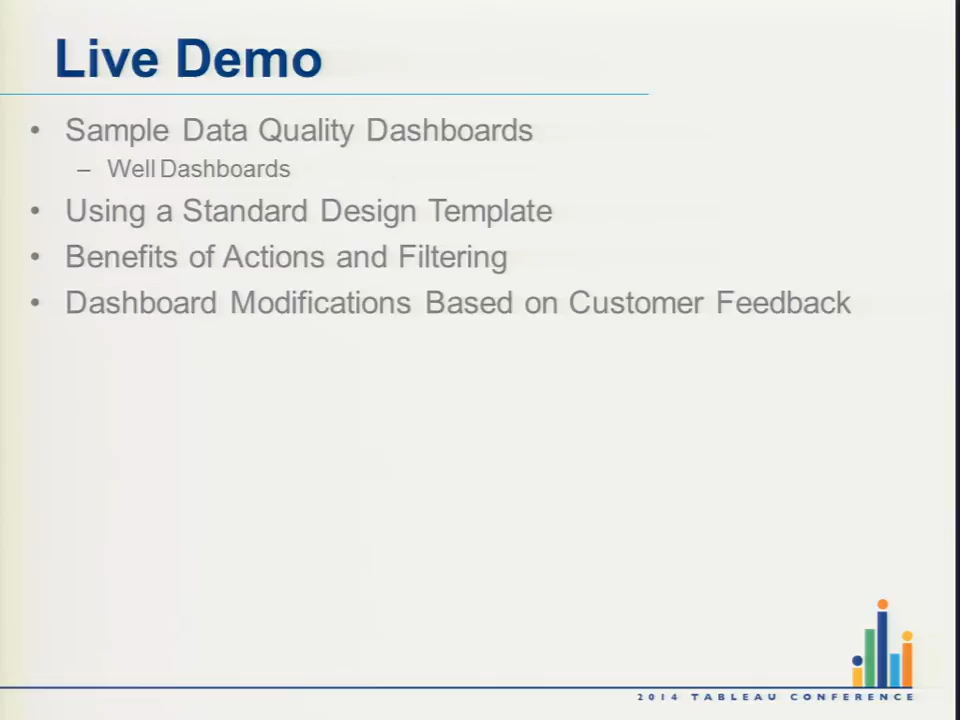 Live Demo
• Sample Data Quality Dashboards
– Well Dashboards
• Using a Standard Design Template
• Benefits of Actions and Filtering
• Dashboard Modifications Based on Customer Feedback
2014 TABLEAU CONFERENCE